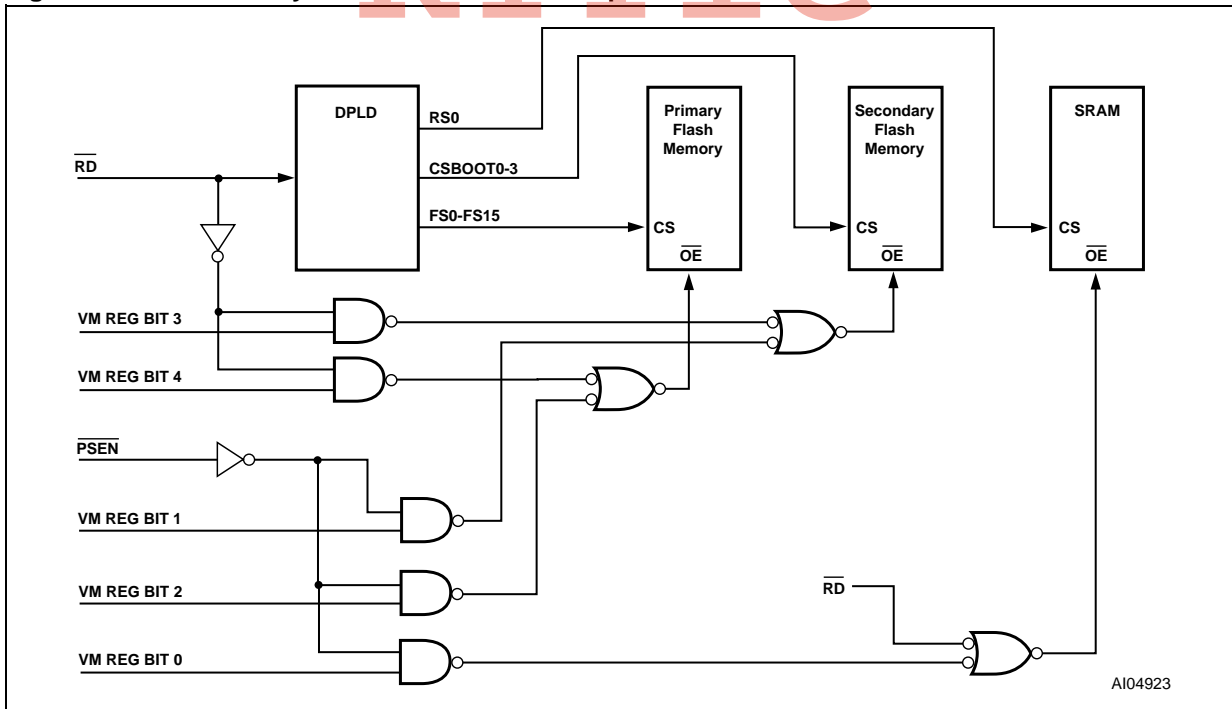 DPLD
RS0
CSBOOT0-3
FS0-FS15
RD
Primary
Flash
Memory
CS
OE
Secondary
Flash
Memory
CS
OE
SRAM
CS
OE
VM REG BIT 3
VM REG BIT 4
PSEN
VM REG BIT 1
VM REG BIT 2
VM REG BIT 0
RD
AI04923